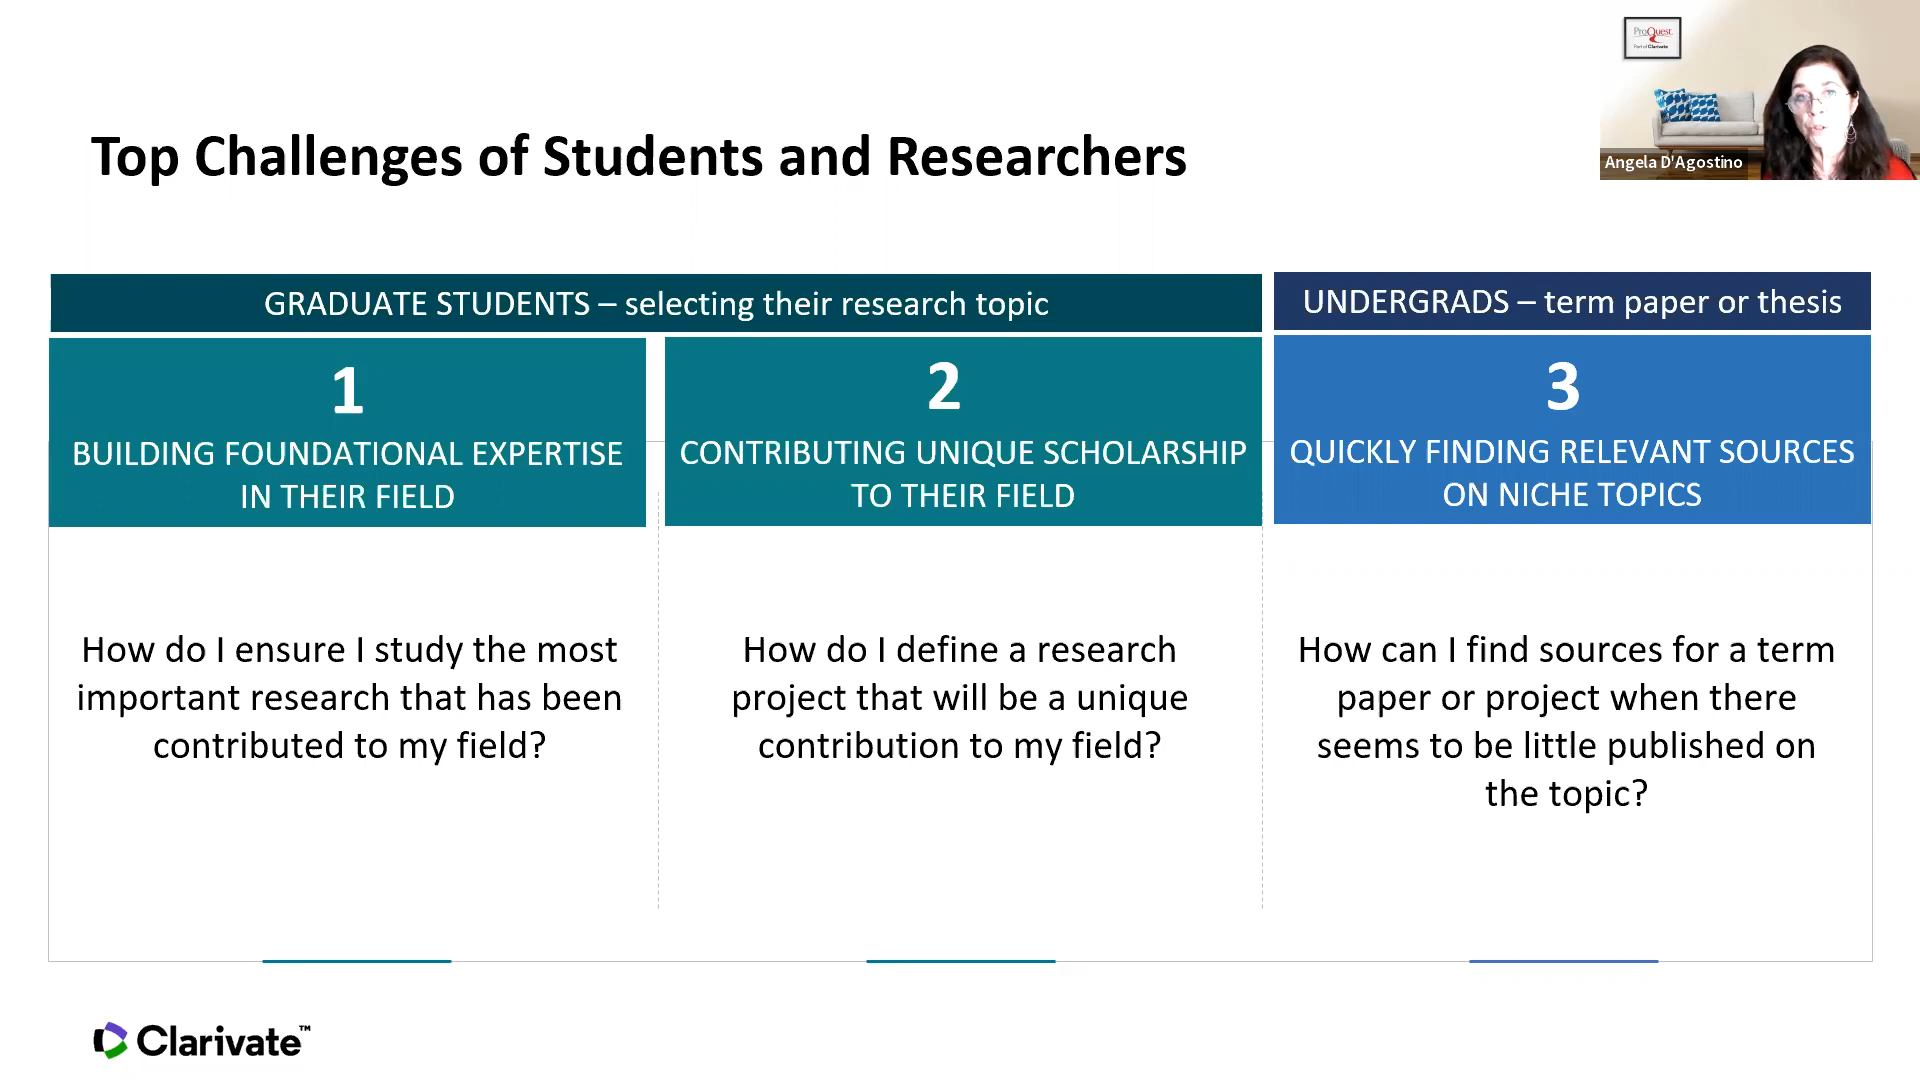 ProQuest
Part of Clarivate
Angela D'Agostino
Top Challenges of Students and Researchers
GRADUATE STUDENTS – selecting their research topic
UNDERGRADS – term paper or thesis
1
BUILDING FOUNDATIONAL EXPERTISE
IN THEIR FIELD
2
CONTRIBUTING UNIQUE SCHOLARSHIP
TO THEIR FIELD
3
QUICKLY FINDING RELEVANT SOURCES
ON NICHE TOPICS
How do I ensure I study the most
important research that has been
contributed to my field?
How do I define a research
project that will be a unique
contribution to my field?
How can I find sources for a term
paper or project when there
seems to be little published on
the topic?
Clarivate™